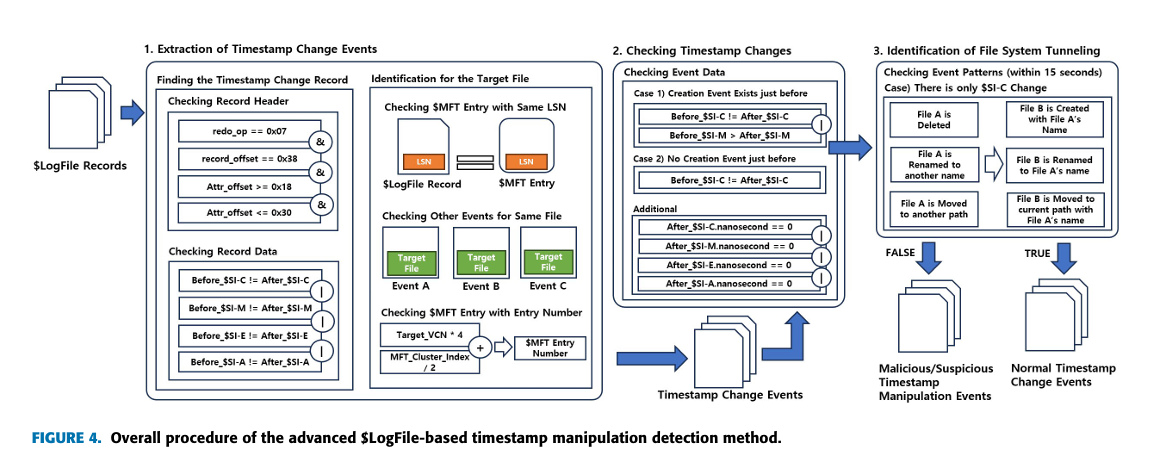 1. Extraction of Timestamp Change Events
Finding the Timestamp Change Record
Checking Record Header
redo_op == 0x07
&
record_offset == 0x38
&
Attr_offset >= 0x18
&
Attr_offset <= 0x30
Checking Record Data
Before_$SI-C != After_$SI-C
|
Before_$SI-M != After_$SI-M
|
Before_$SI-E != After_$SI-E
|
Before_$SI-A != After_$SI-A
$LogFile Records
Identification for the Target File
Checking $MFT Entry with Same LSN
LSN
LSN
$LogFile Record
$MFT Entry
Checking Other Events for Same File
Target
File
Target
File
Target
File
Event A
Event B
Event C
Checking $MFT Entry with Entry Number
Target_VCN * 4
MFT_Cluster_Index
/ 2
+
$MFT Entry
Number
2. Checking Timestamp Changes
Checking Event Data
Case 1) Creation Event Exists just before
Before_$SI-C != After_$SI-C
|
Before_$SI-M > After_$SI-M
Case 2) No Creation Event just before
Before_$SI-C != After_$SI-C
Additional
After_$SI-C.nanosecond == 0
|
After_$SI-M.nanosecond == 0
|
After_$SI-E.nanosecond == 0
|
After_$SI-A.nanosecond == 0
Timestamp Change Events
3. Identification of File System Tunneling
Checking Event Patterns (within 15 seconds)
Case) There is only $SI-C Change
File A is
Deleted
File A is
Renamed to
another name
File A is Moved
to another path
File B is Created
with File A's
Name
File B is Renamed
to File A's name
File B is Moved to
current path with
File A's name
FALSE
TRUE
Malicious/Suspicious
Timestamp
Manipulation Events
Normal Timestamp
Change Events
FIGURE 4. Overall procedure of the advanced $LogFile-based timestamp manipulation detection method.